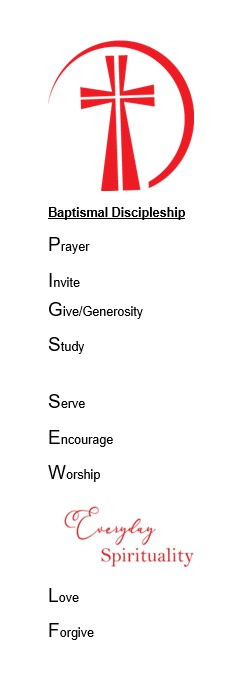 Baptismal Discipleship
Prayer
Invite
Give/Generosity
Study
Serve
Encourage
Worship
Everyday
Spirituality
Love
Forgive